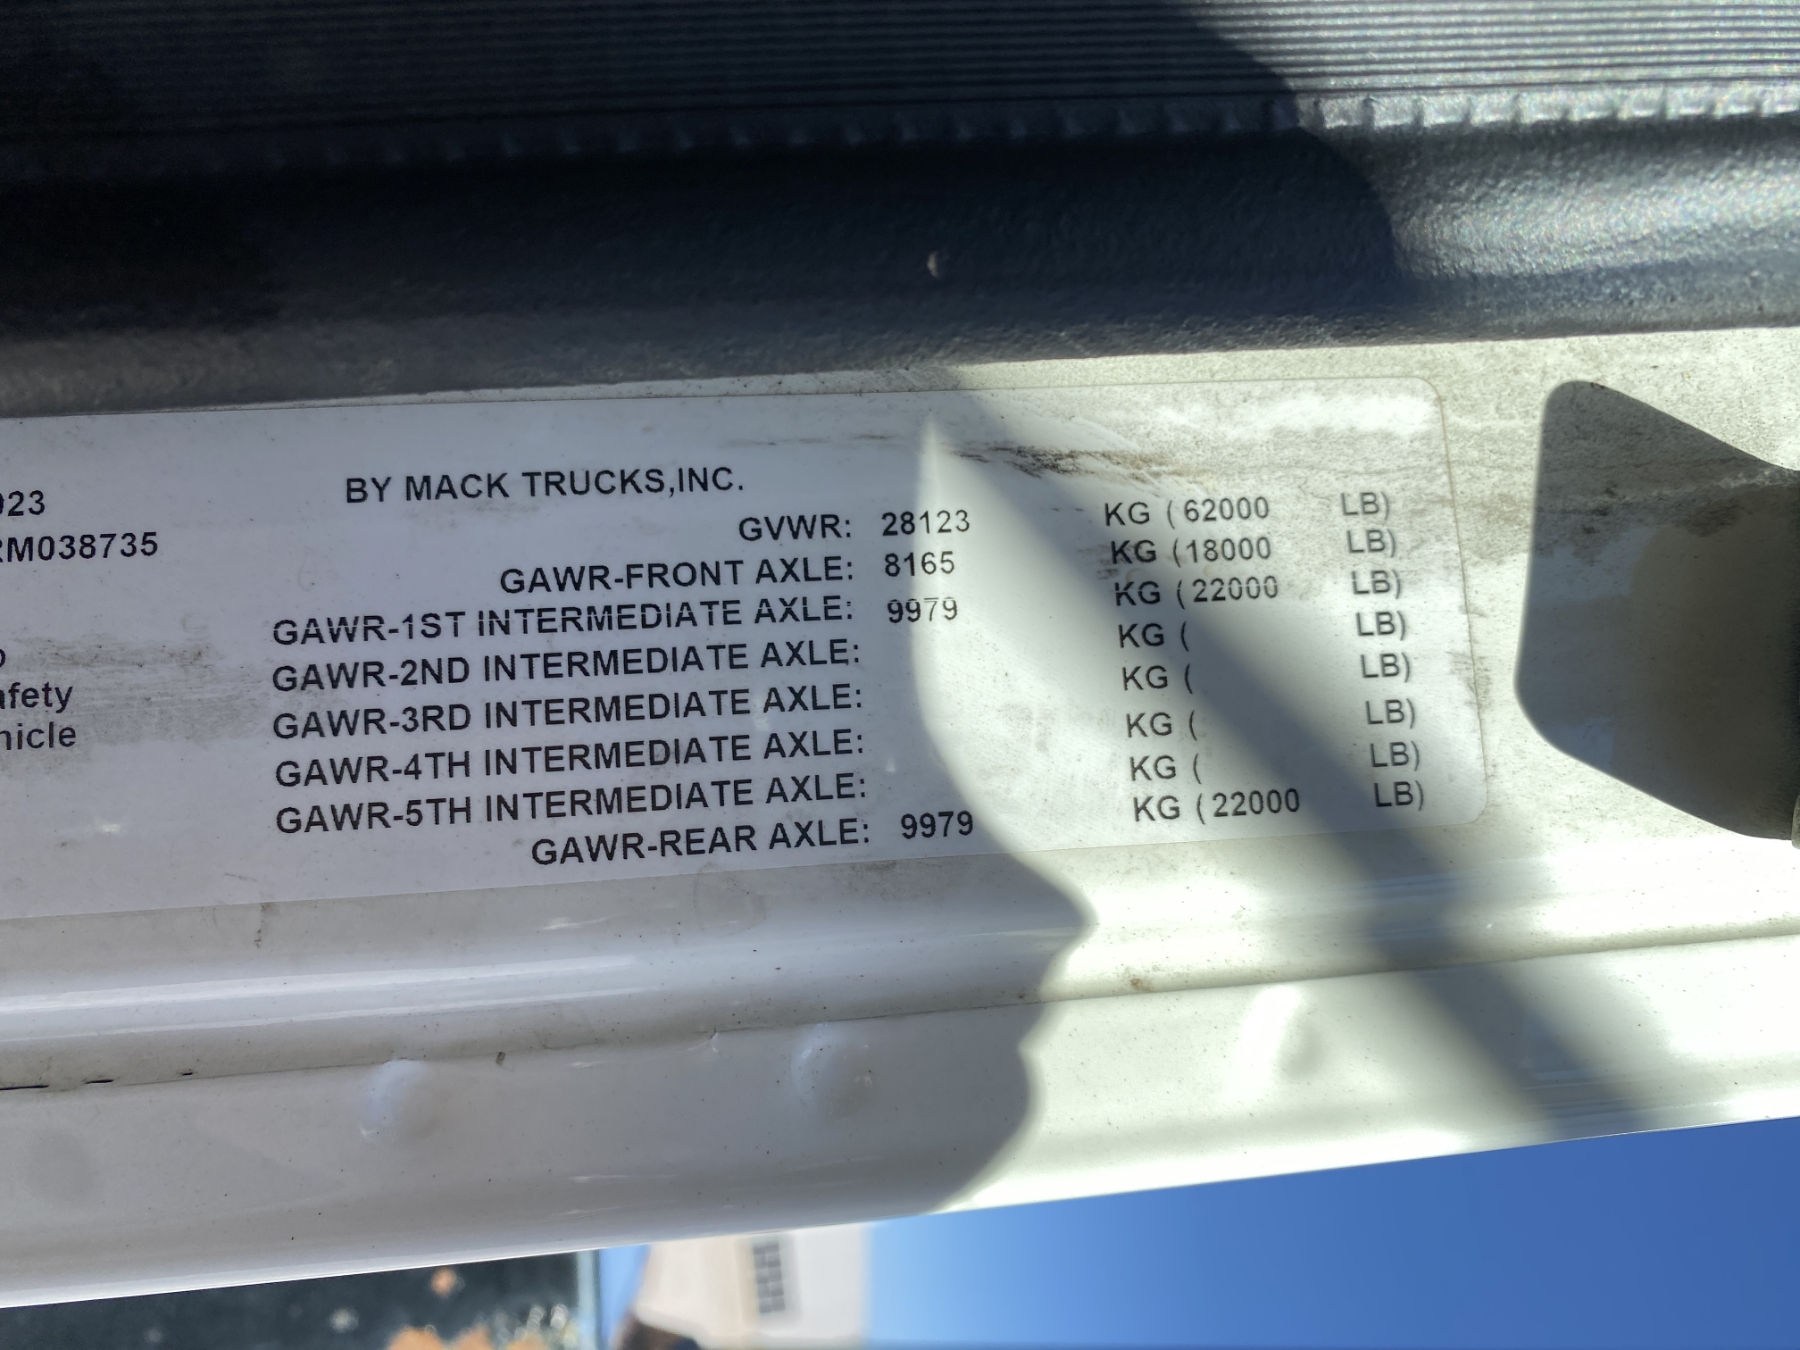 BY MACK TRUCKS,INC.
023
GVWR: 28123 KG (62000 LB)
M038735
GAWR-FRONT AXLE: 8165 KG (18000 LB)
GAWR-1ST INTERMEDIATE AXLE: 9979 KG (22000 LB)
GAWR-2ND INTERMEDIATE AXLE: KG ( LB)
afety
GAWR-3RD INTERMEDIATE AXLE: KG ( LB)
hicle
GAWR-4TH INTERMEDIATE AXLE: KG ( LB)
GAWR-5TH INTERMEDIATE AXLE: KG ( LB)
GAWR-REAR AXLE: 9979 KG (22000 LB)